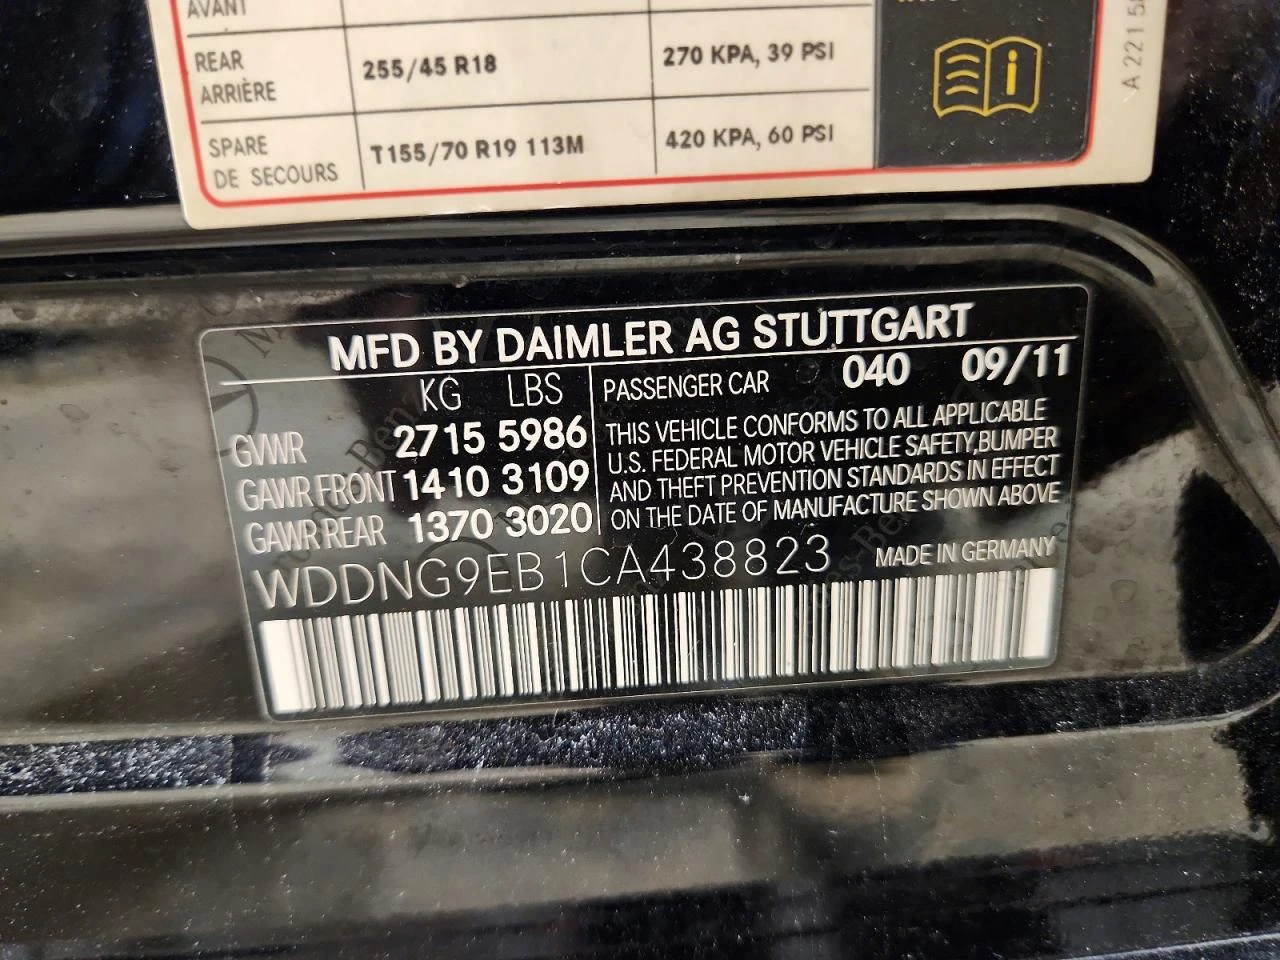 AVANT
REAR
ARRIÈRE
255/45 R18
270 KPA, 39 PSI
SPARE
DE SECOURS
T155/70 R19 113M
420 KPA, 60 PSI
i
A 221
MFD BY DAIMLER AG STUTTGART
KG LBS
GVWR 2715 5986
GAWR FRONT 1410 3109
GAWR REAR 1370 3020
PASSENGER CAR 040 09/11
THIS VEHICLE CONFORMS TO ALL APPLICABLE
U.S. FEDERAL MOTOR VEHICLE SAFETY,BUMPER
AND THEFT PREVENTION STANDARDS IN EFFECT
ON THE DATE OF MANUFACTURE SHOWN ABOVE
WDDNG9EB1CA438823 MADE IN GERMANY